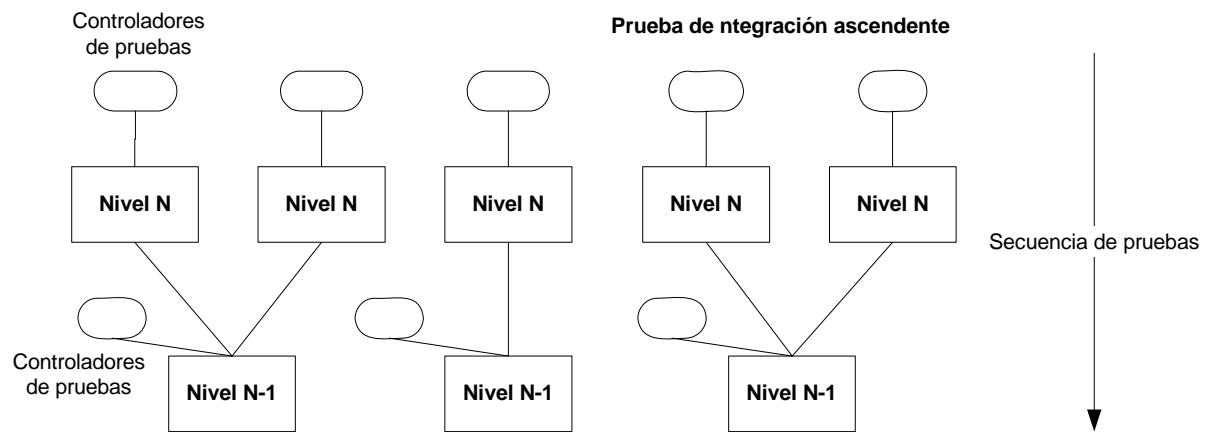 Controladores
de pruebas
Prueba de ntegración ascendente
Nivel N
Nivel N
Nivel N
Nivel N
Nivel N
Secuencia de pruebas
Controladores
de pruebas
Nivel N-1
Nivel N-1
Nivel N-1